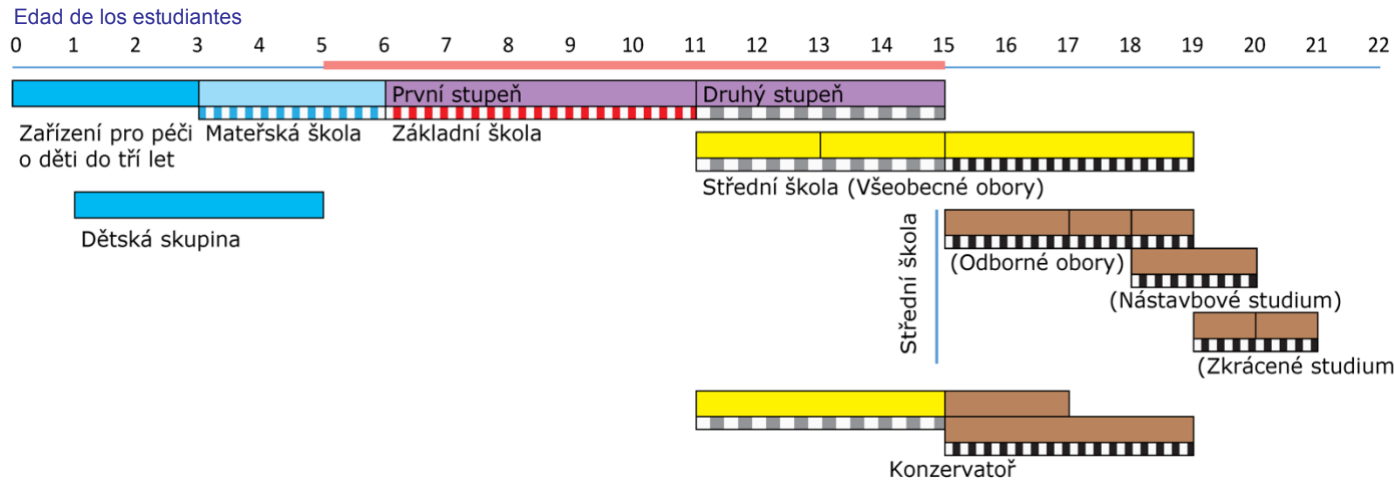 Edad de los estudiantes
0 1 2 3 4 5 6 7 8 9 10 11 12 13 14 15 16 17 18 19 20 21 22
První stupeň Druhý stupeň
Zařízení pro péči
o děti do tří let
Mateřská škola
Základní škola
Střední škola (Všeobecné obory)
Dětská skupina
Střední škola
(Odborné obory)
(Nástavbové studium)
(Zkrácené studium
Konzervatoř